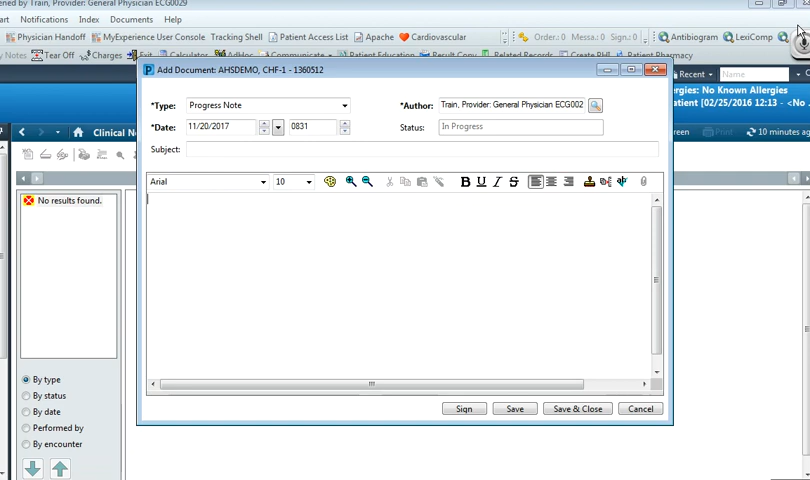 ened by Train, Provider: General Physician ECG0029
art Notifications Index Documents Help
Physician Handoff MyExperience User Console Tracking Shell Patient Access List Apache Cardiovascular Order.: 0 Messa.: 0 Sign.: 0 Antibiogram LexiComp
y Notes Tear Off Charges Exit Calculator AdHoc Communicate Patient Education Related Records Create PHI Patient Pharmacy
Add Document: AHSDEMO, CHF-1 - 1360512
Recent Name
*Type: Progress Note *Author: Train, Provider: General Physician ECG002
ergies: No Known Allergies
atient [02/25/2016 12:13 - <No
*Date: 11/20/2017 0831 Status: In Progress
Clinical No
reen Print 10 minutes ag
Subject:
Arial 10
B U I S
No results found.
By type
By status
By date
Performed by
By encounter
Sign Save Save & Close Cancel